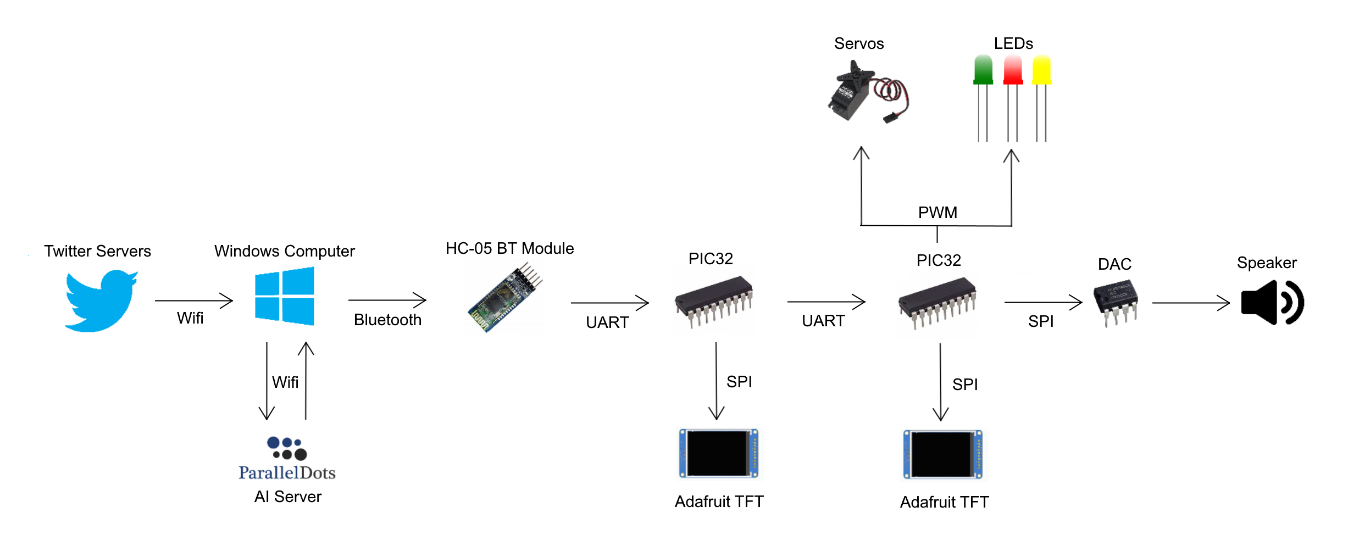 Servos
LEDs
PWM
Twitter Servers
Windows Computer
HC-05 BT Module
PIC32
PIC32
DAC
Speaker
Wifi
Bluetooth
UART
UART
SPI
Wifi
SPI
SPI
ParallelDots
AI Server
Adafruit TFT
Adafruit TFT